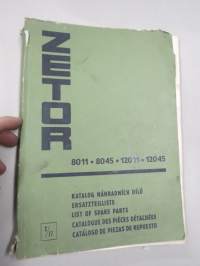 ZETOR
8011 • 8045 • 12011 • 12045
KATALOG NÁHRADNÍCH DÍLŮ
ERSATZTEILLISTE
LIST OF SPARE PARTS
CATALOGUE DES PIÈCES DÉTACHÉES
CATÁLOGO DE PIEZAS DE REPUESTO